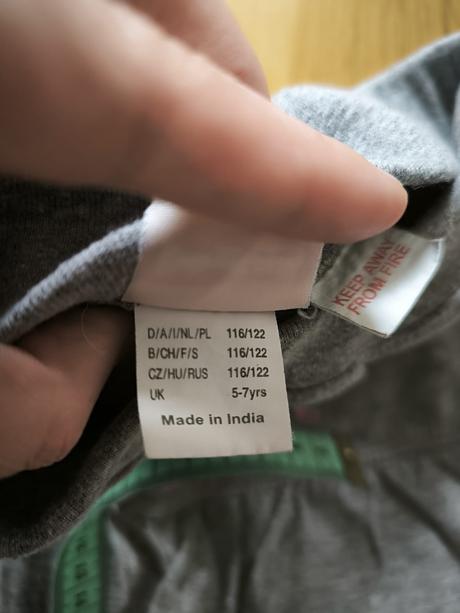 D/A/I/NL/PL 116/122
B/CH/F/S 116/122
CZ/HU/RUS 116/122
UK 5-7yrs
Made in India
KEEP AWAY
FROM FIRE